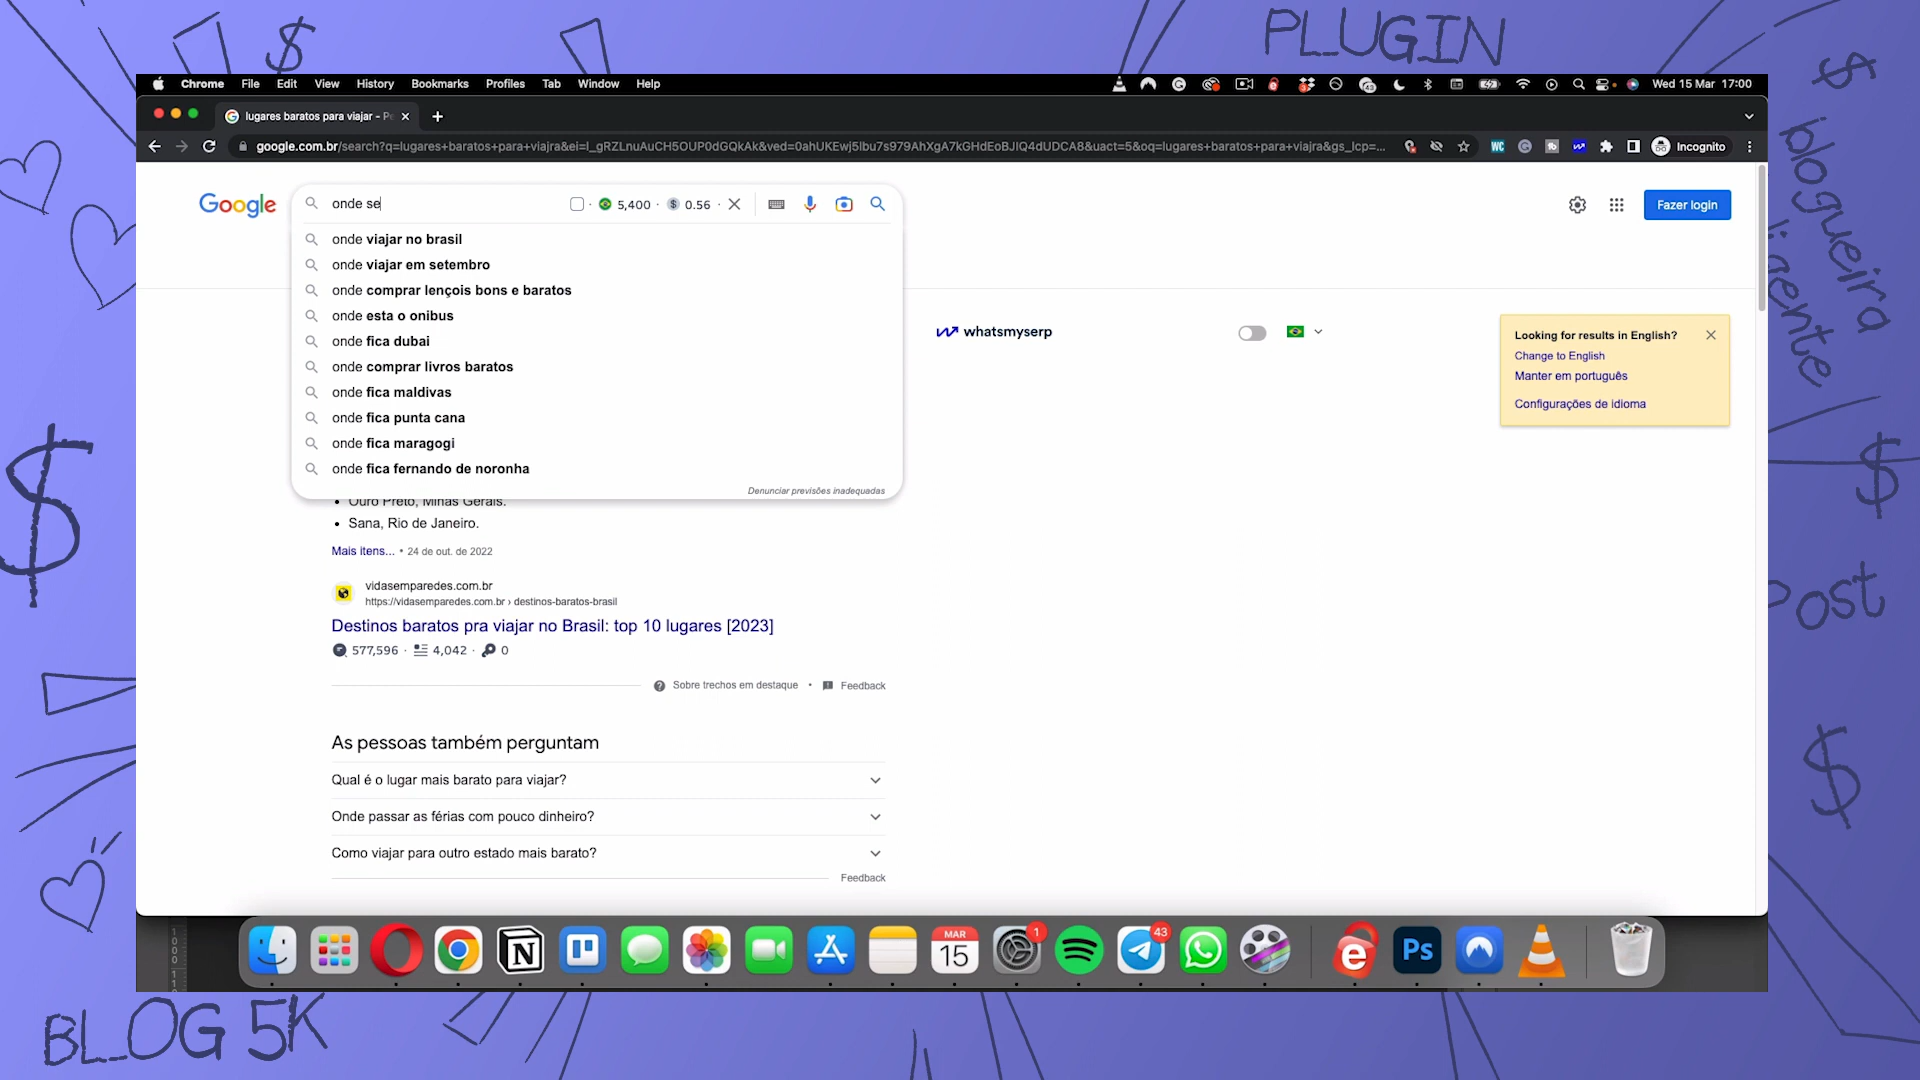 $
PLUGIN
$
Chrome File Edit View History Bookmarks Profiles Tab Window Help
Wed 15 Mar 17:00
lugares baratos para viajar - P
google.com.br/search?q=lugares+baratos+para+viajra&ei=l_gRZLnuAuCH5OUP0dGQkAk&ved=0ahUKEwj5lbu7s979AhXgA7kGHdEoBJIQ4dUDCA8&uact=5&oq=lugares+baratos+para+viajra&gs_lcp=...
WC
Incognito
Google
onde se
5,400 · $ 0.56 ·
Fazer login
onde viajar no brasil
onde viajar em setembro
onde comprar lençois bons e baratos
onde esta o onibus
onde fica dubai
onde comprar livros baratos
onde fica maldivas
onde fica punta cana
onde fica maragogi
onde fica fernando de noronha
Denunciar previsões inadequadas
whatsmyserp
Looking for results in English?
Change to English
Manter em português
Configurações de idioma
Ouro Preto, Minas Gerais.
Sana, Rio de Janeiro.
Mais itens... • 24 de out. de 2022
vidasemparedes.com.br
https://vidasemparedes.com.br › destinos-baratos-brasil
Destinos baratos pra viajar no Brasil: top 10 lugares [2023]
577,596 · 4,042 · 0
Sobre trechos em destaque • Feedback
As pessoas também perguntam
Qual é o lugar mais barato para viajar?
Onde passar as férias com pouco dinheiro?
Como viajar para outro estado mais barato?
Feedback
MAR
15
1
43
Ps
blogueira
$
$
post
$
BLOG 5K